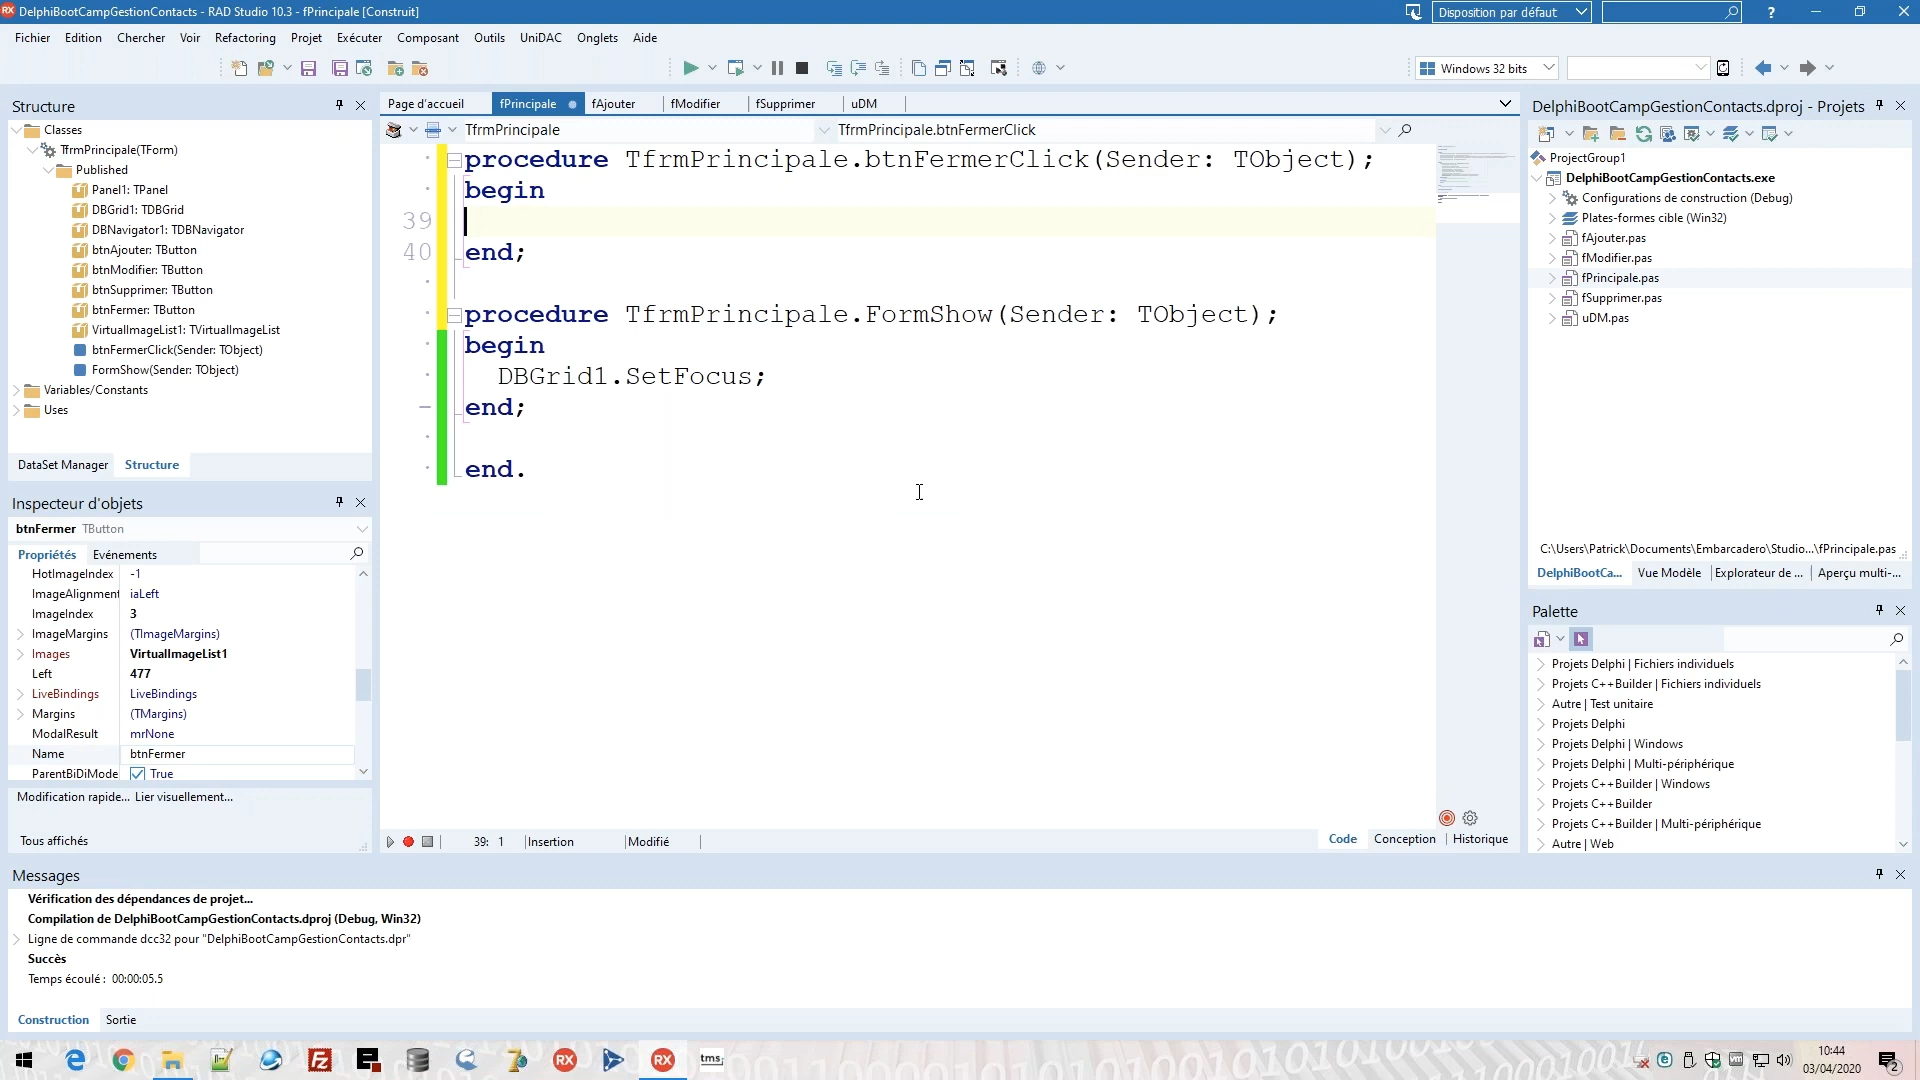 DelphiBootCampGestionContacts - RAD Studio 10.3 - fPrincipale [Construit]
Disposition par défaut
?
Fichier Edition Chercher Voir Refactoring Projet Exécuter Composant Outils UniDAC Onglets Aide
Windows 32 bits
Structure
Classes
TfrmPrincipale(TForm)
Published
Panel1: TPanel
DBGrid1: TDBGrid
DBNavigator1: TDBNavigator
btnAjouter: TButton
btnModifier: TButton
btnSupprimer: TButton
btnFermer: TButton
VirtualImageList1: TVirtualImageList
btnFermerClick(Sender: TObject)
FormShow(Sender: TObject)
Variables/Constants
Uses
DataSet Manager Structure
Inspecteur d'objets
btnFermer TButton
Propriétés Evénements
HotImageIndex -1
ImageAlignment iaLeft
ImageIndex 3
ImageMargins (TImageMargins)
Images VirtualImageList1
Left 477
LiveBindings LiveBindings
Margins (TMargins)
ModalResult mrNone
Name btnFermer
ParentBiDiMode True
Modification rapide... Lier visuellement...
Tous affichés
Page d'accueil fPrincipale fAjouter fModifier fSupprimer uDM
TfrmPrincipale TfrmPrincipale.btnFermerClick
procedure TfrmPrincipale.btnFermerClick(Sender: TObject);
begin
39
40 end;
procedure TfrmPrincipale.FormShow(Sender: TObject);
begin
DBGrid1.SetFocus;
end;
end.
39: 1 Insertion Modifié
Code Conception Historique
DelphiBootCampGestionContacts.dproj - Projets
ProjectGroup1
DelphiBootCampGestionContacts.exe
Configurations de construction (Debug)
Plates-formes cible (Win32)
fAjouter.pas
fModifier.pas
fPrincipale.pas
fSupprimer.pas
uDM.pas
C:\Users\Patrick\Documents\Embarcadero\Studio...\fPrincipale.pas
DelphiBootCa... Vue Modèle Explorateur de ... Aperçu multi-...
Palette
Projets Delphi | Fichiers individuels
Projets C++Builder | Fichiers individuels
Autre | Test unitaire
Projets Delphi
Projets Delphi | Windows
Projets Delphi | Multi-périphérique
Projets C++Builder | Windows
Projets C++Builder
Projets C++Builder | Multi-périphérique
Autre | Web
Messages
Vérification des dépendances de projet...
Compilation de DelphiBootCampGestionContacts.dproj (Debug, Win32)
Ligne de commande dcc32 pour "DelphiBootCampGestionContacts.dpr"
Succès
Temps écoulé : 00:00:05.5
Construction Sortie
RX RX tms
10:44
03/04/2020
2